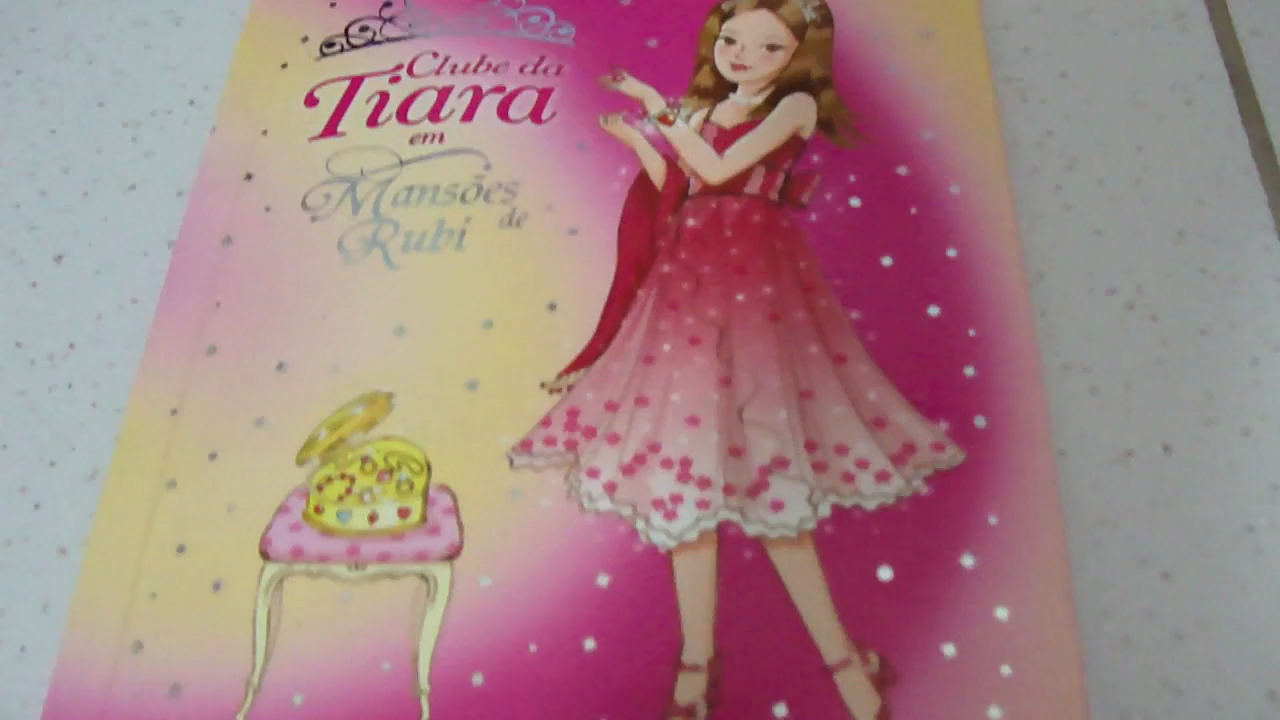 Clube da
Tiara
em
Mansões
de
Rubi